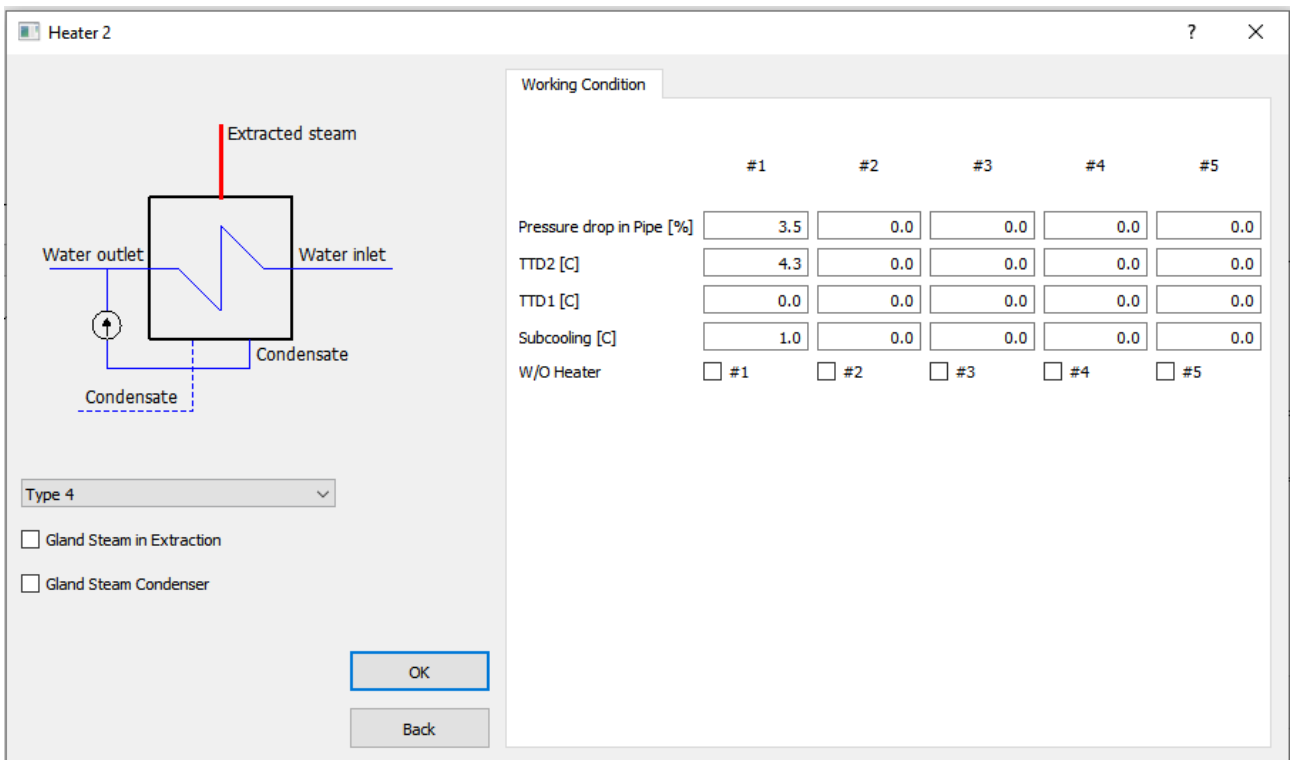 Heater 2
?
Extracted steam
Water outlet
Water inlet
Condensate
Condensate
Type 4
Gland Steam in Extraction
Gland Steam Condenser
OK
Back
Working Condition
#1 #2 #3 #4 #5
Pressure drop in Pipe [%] 3.5 0.0 0.0 0.0 0.0
TTD2 [C] 4.3 0.0 0.0 0.0 0.0
TTD1 [C] 0.0 0.0 0.0 0.0 0.0
Subcooling [C] 1.0 0.0 0.0 0.0 0.0
W/O Heater #1 #2 #3 #4 #5